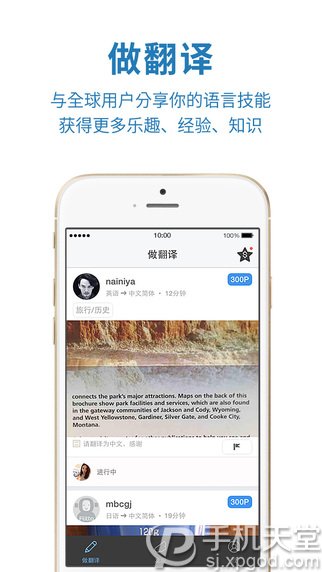 做翻译
与全球用户分享你的语言技能
获得更多乐趣、经验、知识
10:00
做翻译
8
nainiya
300P
英语 ➔ 中文简体 • 12分钟
旅行/历史
connects the park's major attractions. Maps on the back of this
brochure show park facilities and services, which are also found
in the gateway communities of Jackson and Cody, Wyoming,
and West Yellowstone, Gardiner, Silver Gate, and Cooke City,
Montana.
请翻译为中文，感谢
进行中
mbcgj
300P
日语 ➔ 中文简体 • 19分钟
120g
做翻译
手机天堂
sj.xpgod.com